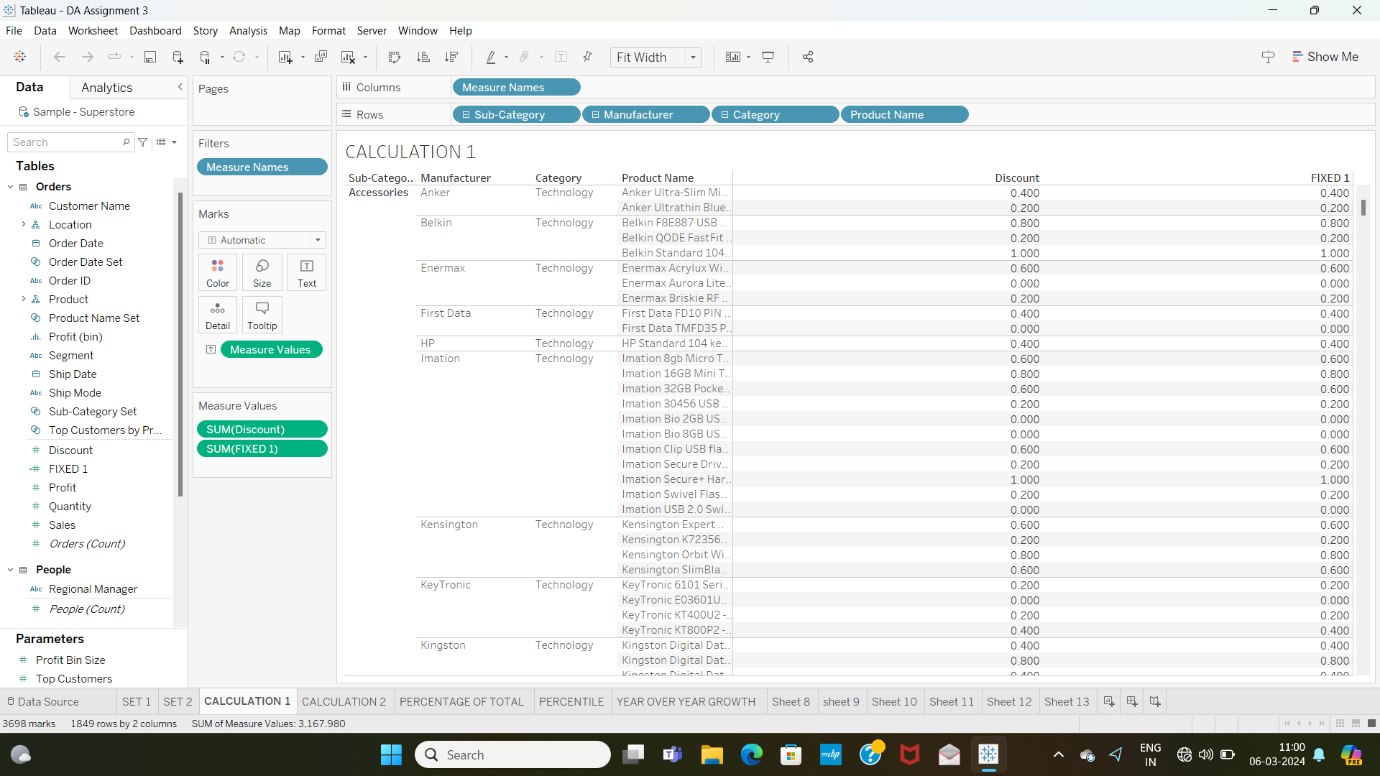 Tableau - DA Assignment 3
File Data Worksheet Dashboard Story Analysis Map Format Server Window Help
Fit Width
Show Me
Data Analytics
Sample - Superstore
Search
Tables
Orders
Abc Customer Name
Location
Order Date
Order Date Set
Abc Order ID
Product
Product Name Set
Profit (bin)
Abc Segment
Ship Date
Abc Ship Mode
Sub-Category Set
Top Customers by Pr...
# Discount
# FIXED 1
# Profit
# Quantity
# Sales
# Orders (Count)
People
Abc Regional Manager
# People (Count)
Parameters
# Profit Bin Size
# Top Customers
Pages
Filters
Measure Names
Marks
Automatic
Color Size Text
Detail Tooltip
Measure Values
Measure Values
SUM(Discount)
SUM(FIXED 1)
Columns Measure Names
Rows Sub-Category Manufacturer Category Product Name
CALCULATION 1
Sub-Catego.. Manufacturer Category Product Name Discount FIXED 1
Accessories Anker Technology Anker Ultra-Slim Mi.. 0.400 0.400
Anker Ultrathin Blue.. 0.200 0.200
Belkin Technology Belkin F8E887 USB .. 0.800 0.800
Belkin QODE FastFit .. 0.200 0.200
Belkin Standard 104.. 1.000 1.000
Enermax Technology Enermax Acrylux Wi.. 0.600 0.600
Enermax Aurora Lite.. 0.000 0.000
Enermax Briskie RF .. 0.200 0.200
First Data Technology First Data FD10 PIN .. 0.400 0.400
First Data TMFD35 P.. 0.000 0.000
HP Technology HP Standard 104 ke.. 0.400 0.400
Imation Technology Imation 8gb Micro T.. 0.600 0.600
Imation 16GB Mini T.. 0.800 0.800
Imation 32GB Pocke.. 0.600 0.600
Imation 30456 USB .. 0.200 0.200
Imation Bio 2GB US.. 0.000 0.000
Imation Bio 8GB US.. 0.000 0.000
Imation Clip USB fla.. 0.600 0.600
Imation Secure Driv.. 0.200 0.200
Imation Secure+ Har.. 1.000 1.000
Imation Swivel Flas.. 0.200 0.200
Imation USB 2.0 Swi.. 0.000 0.000
Kensington Technology Kensington Expert .. 0.600 0.600
Kensington K72356.. 0.200 0.200
Kensington Orbit Wi.. 0.800 0.800
Kensington SlimBla.. 0.600 0.600
KeyTronic Technology KeyTronic 6101 Seri.. 0.200 0.200
KeyTronic E03601U.. 0.000 0.000
KeyTronic KT400U2 -.. 0.200 0.200
KeyTronic KT800P2 -.. 0.400 0.400
Kingston Technology Kingston Digital Dat.. 0.400 0.400
Kingston Digital Dat.. 0.800 0.800
Kingston Digital Dat..
Data Source SET 1 SET 2 CALCULATION 1 CALCULATION 2 PERCENTAGE OF TOTAL PERCENTILE YEAR OVER YEAR GROWTH Sheet 8 sheet 9 Sheet 10 Sheet 11 Sheet 12 Sheet 13
3698 marks 1849 rows by 2 columns SUM of Measure Values: 3,167.980
Search
myhp
ENG
IN
11:00
06-03-2024
PRE